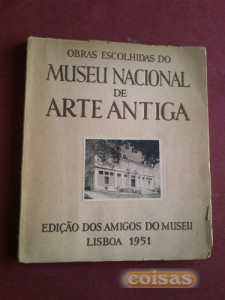 OBRAS ESCOLHIDAS DO
MUSEU NACIONAL
DE
ARTE ANTIGA
EDIÇÃO DOS AMIGOS DO MUSEU
LISBOA 1951
coisas